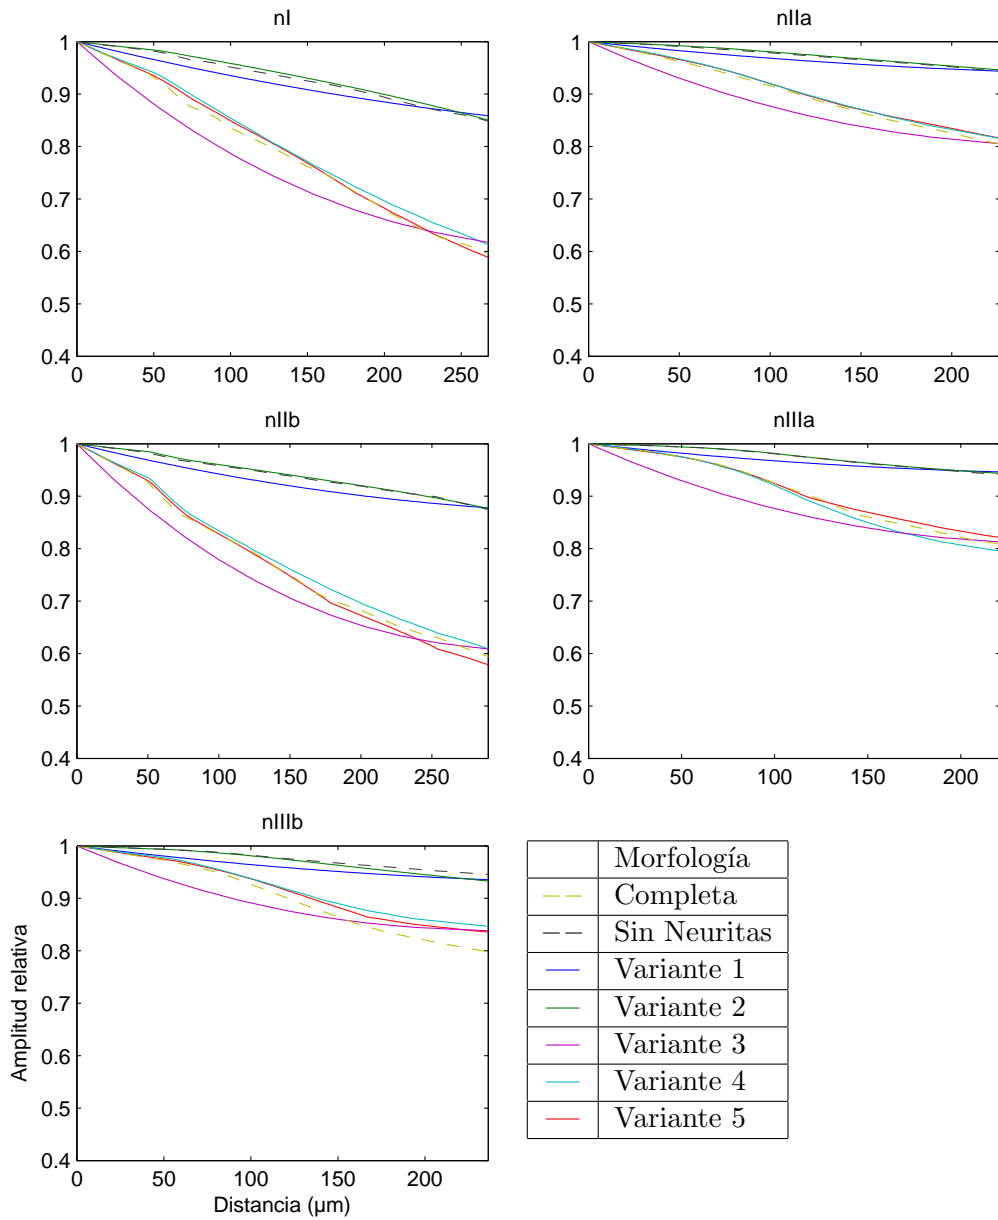 nI
1
0.9
0.8
0.7
0.6
0.5
0.4
0 50 100 150 200 250
nIIa
1
0.9
0.8
0.7
0.6
0.5
0.4
0 50 100 150 200
nIIb
1
0.9
0.8
0.7
0.6
0.5
0.4
0 50 100 150 200 250
nIIIa
1
0.9
0.8
0.7
0.6
0.5
0.4
0 50 100 150 200
nIIIb
1
0.9
0.8
0.7
0.6
0.5
0.4
0 50 100 150 200
Amplitud relativa
Distancia (µm)
Morfología
Completa
Sin Neuritas
Variante 1
Variante 2
Variante 3
Variante 4
Variante 5